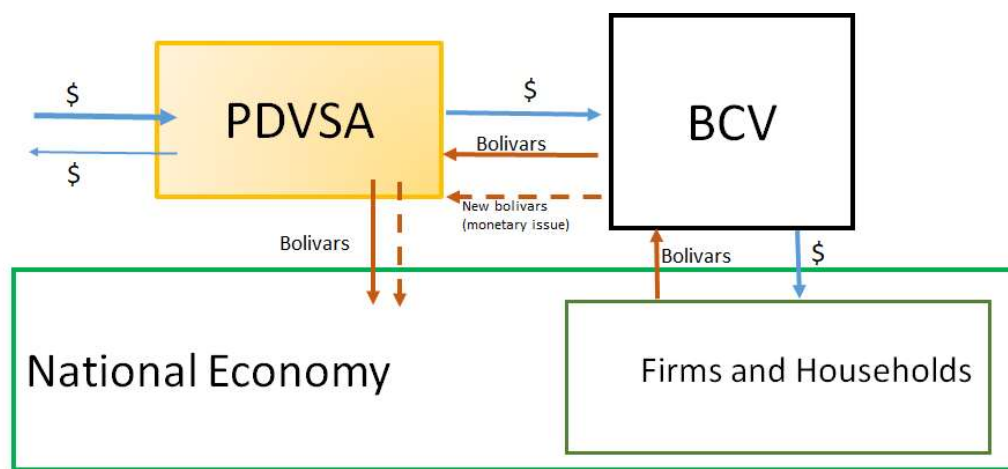 $
PDVSA
$
BCV
$
Bolivars
New bolivars
(monetary issue)
Bolivars
Bolivars
$
National Economy
Firms and Households